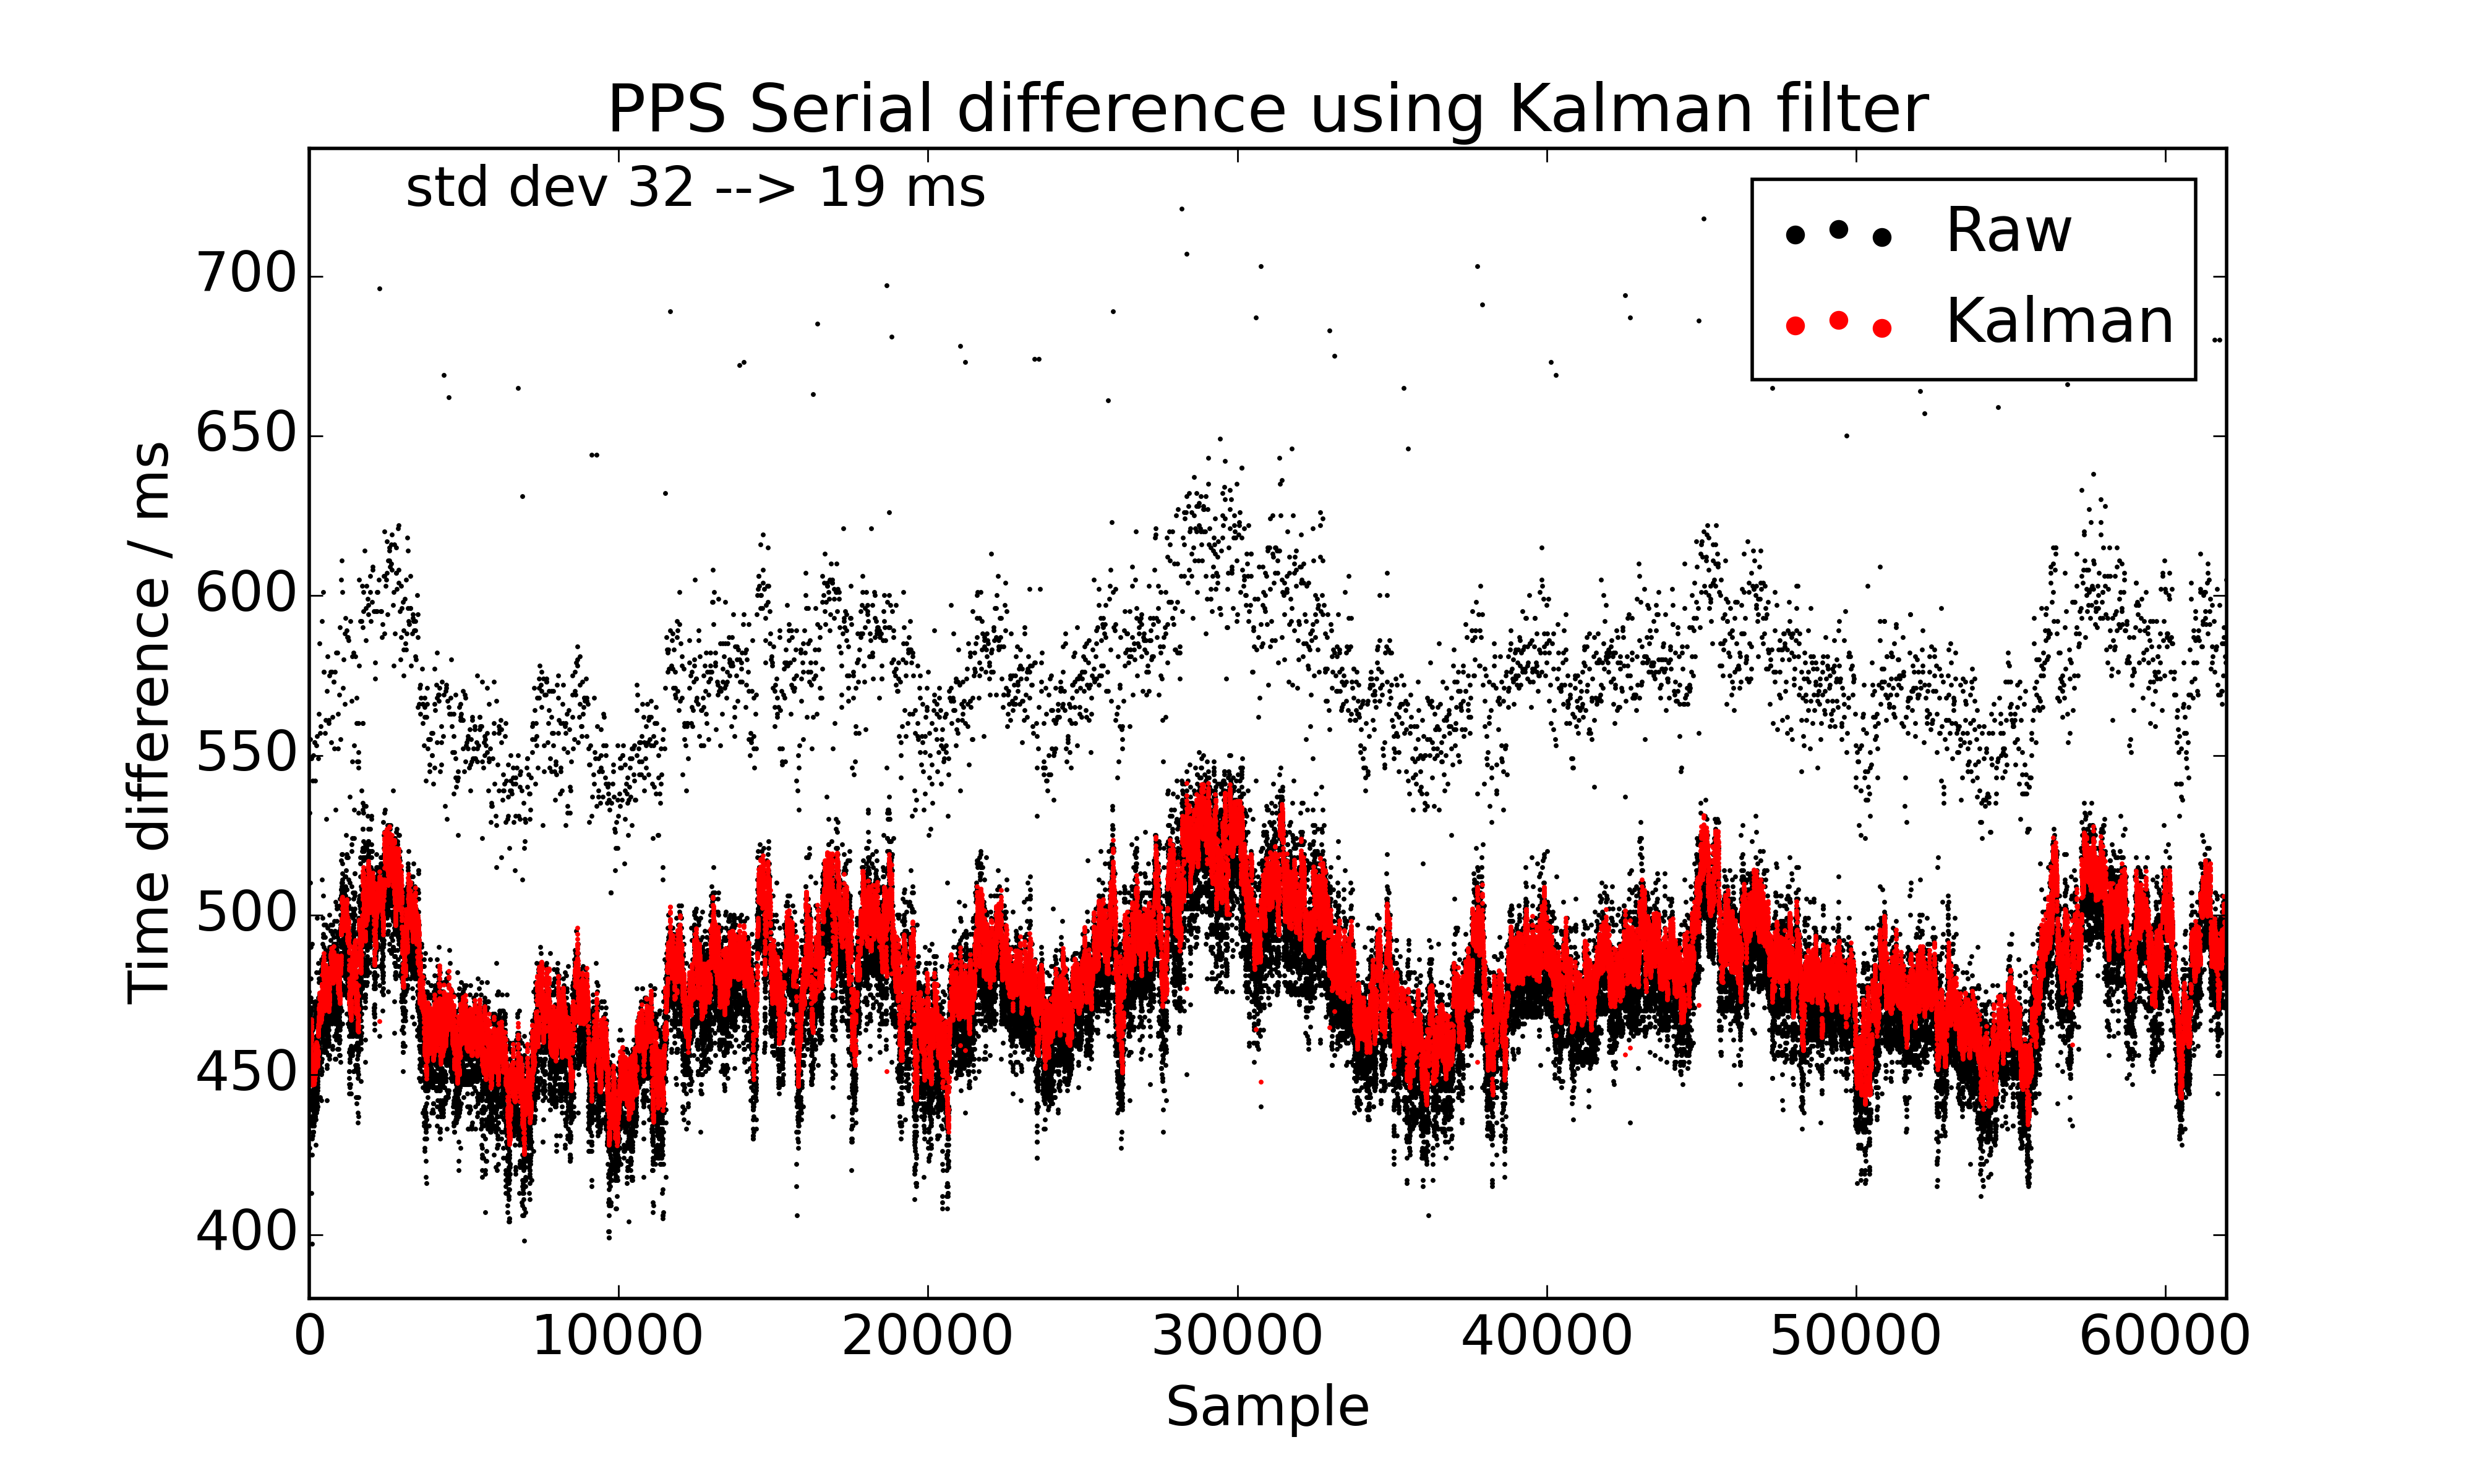 PPS Serial difference using Kalman filter
std dev 32 --> 19 ms
Raw
Kalman
700
650
600
550
500
450
400
Time difference / ms
0 10000 20000 30000 40000 50000 60000
Sample